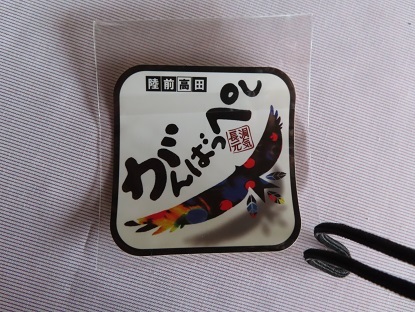 陸前高田
がんばっぺし
長洞
元気